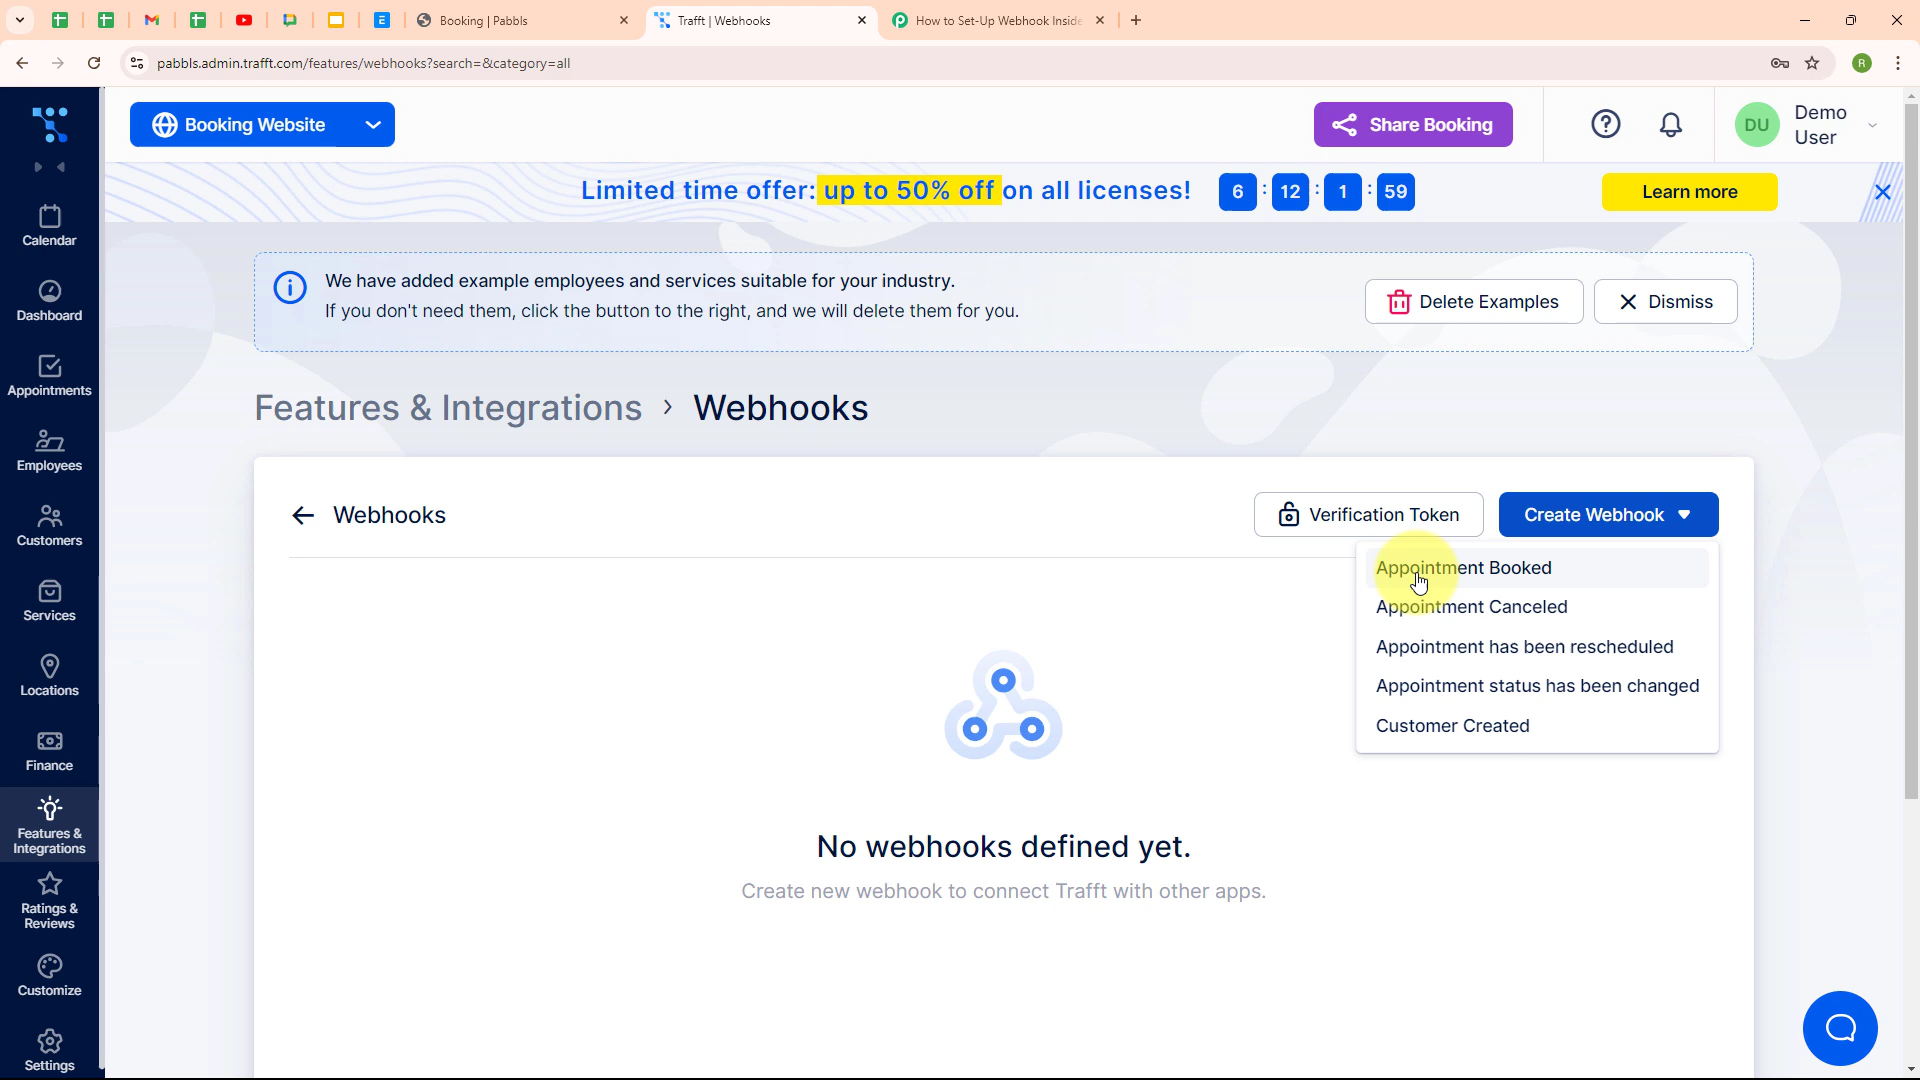 Booking | Pabbls
Trafft | Webhooks
How to Set-Up Webhook Inside
pabbls.admin.trafft.com/features/webhooks?search=&category=all
R
Booking Website
Share Booking
DU
Demo
User
Limited time offer: up to 50% off on all licenses!
6 : 12 : 1 : 59
Learn more
We have added example employees and services suitable for your industry.
If you don't need them, click the button to the right, and we will delete them for you.
Delete Examples
Dismiss
Calendar
Dashboard
Appointments
Employees
Customers
Services
Locations
Finance
Features &
Integrations
Ratings &
Reviews
Customize
Settings
Features & Integrations > Webhooks
Webhooks
Verification Token
Create Webhook
Appointment Booked
Appointment Canceled
Appointment has been rescheduled
Appointment status has been changed
Customer Created
No webhooks defined yet.
Create new webhook to connect Trafft with other apps.